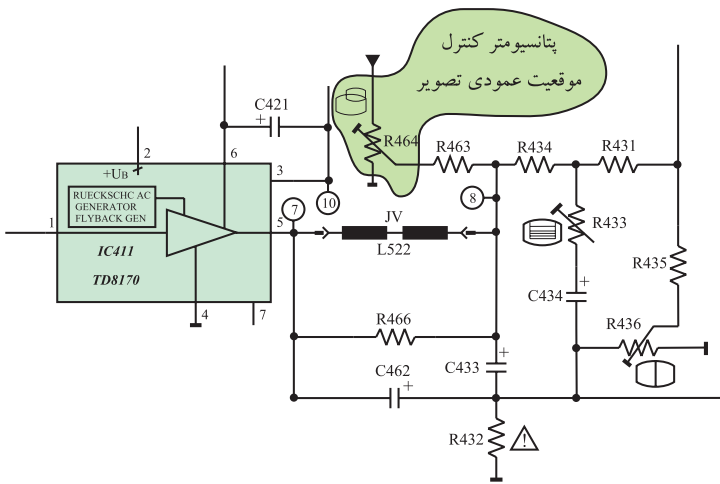 پتانسیومتر کنترل
موقعیت عمودی تصویر
C421
+
R464
R463
R434
R431
2
6
3
+UB
10
7
8
RUECKSCHC AC
GENERATOR
FLYBACK GEN
1
5
JV
L522
R433
IC411
TD8170
R435
+
C434
4
7
R466
R436
C433
+
C462
+
R432